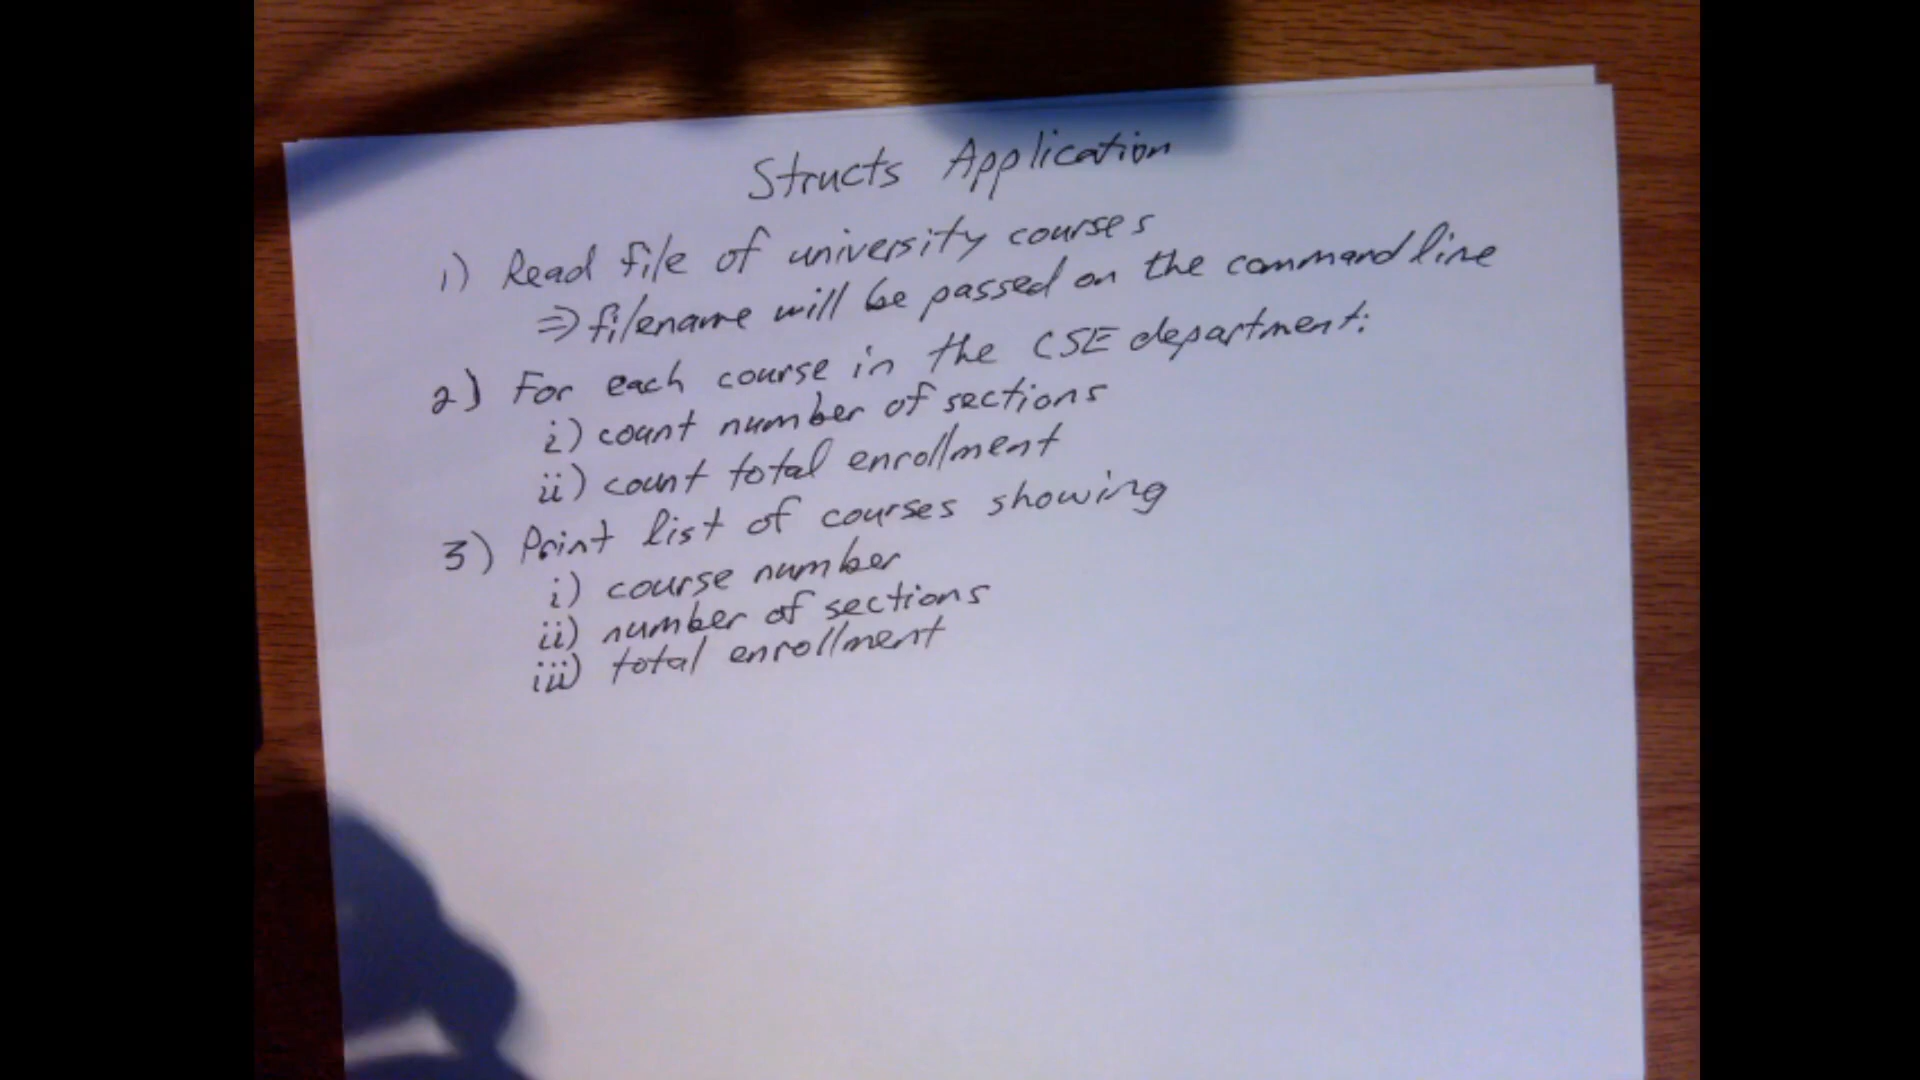 Structs Application
1) Read file of university courses
⇒ filename will be passed on the command line
2) For each course in the CSE department:
i) count number of sections
ii) count total enrollment
3) Print list of courses showing
i) course number
ii) number of sections
iii) total enrollment